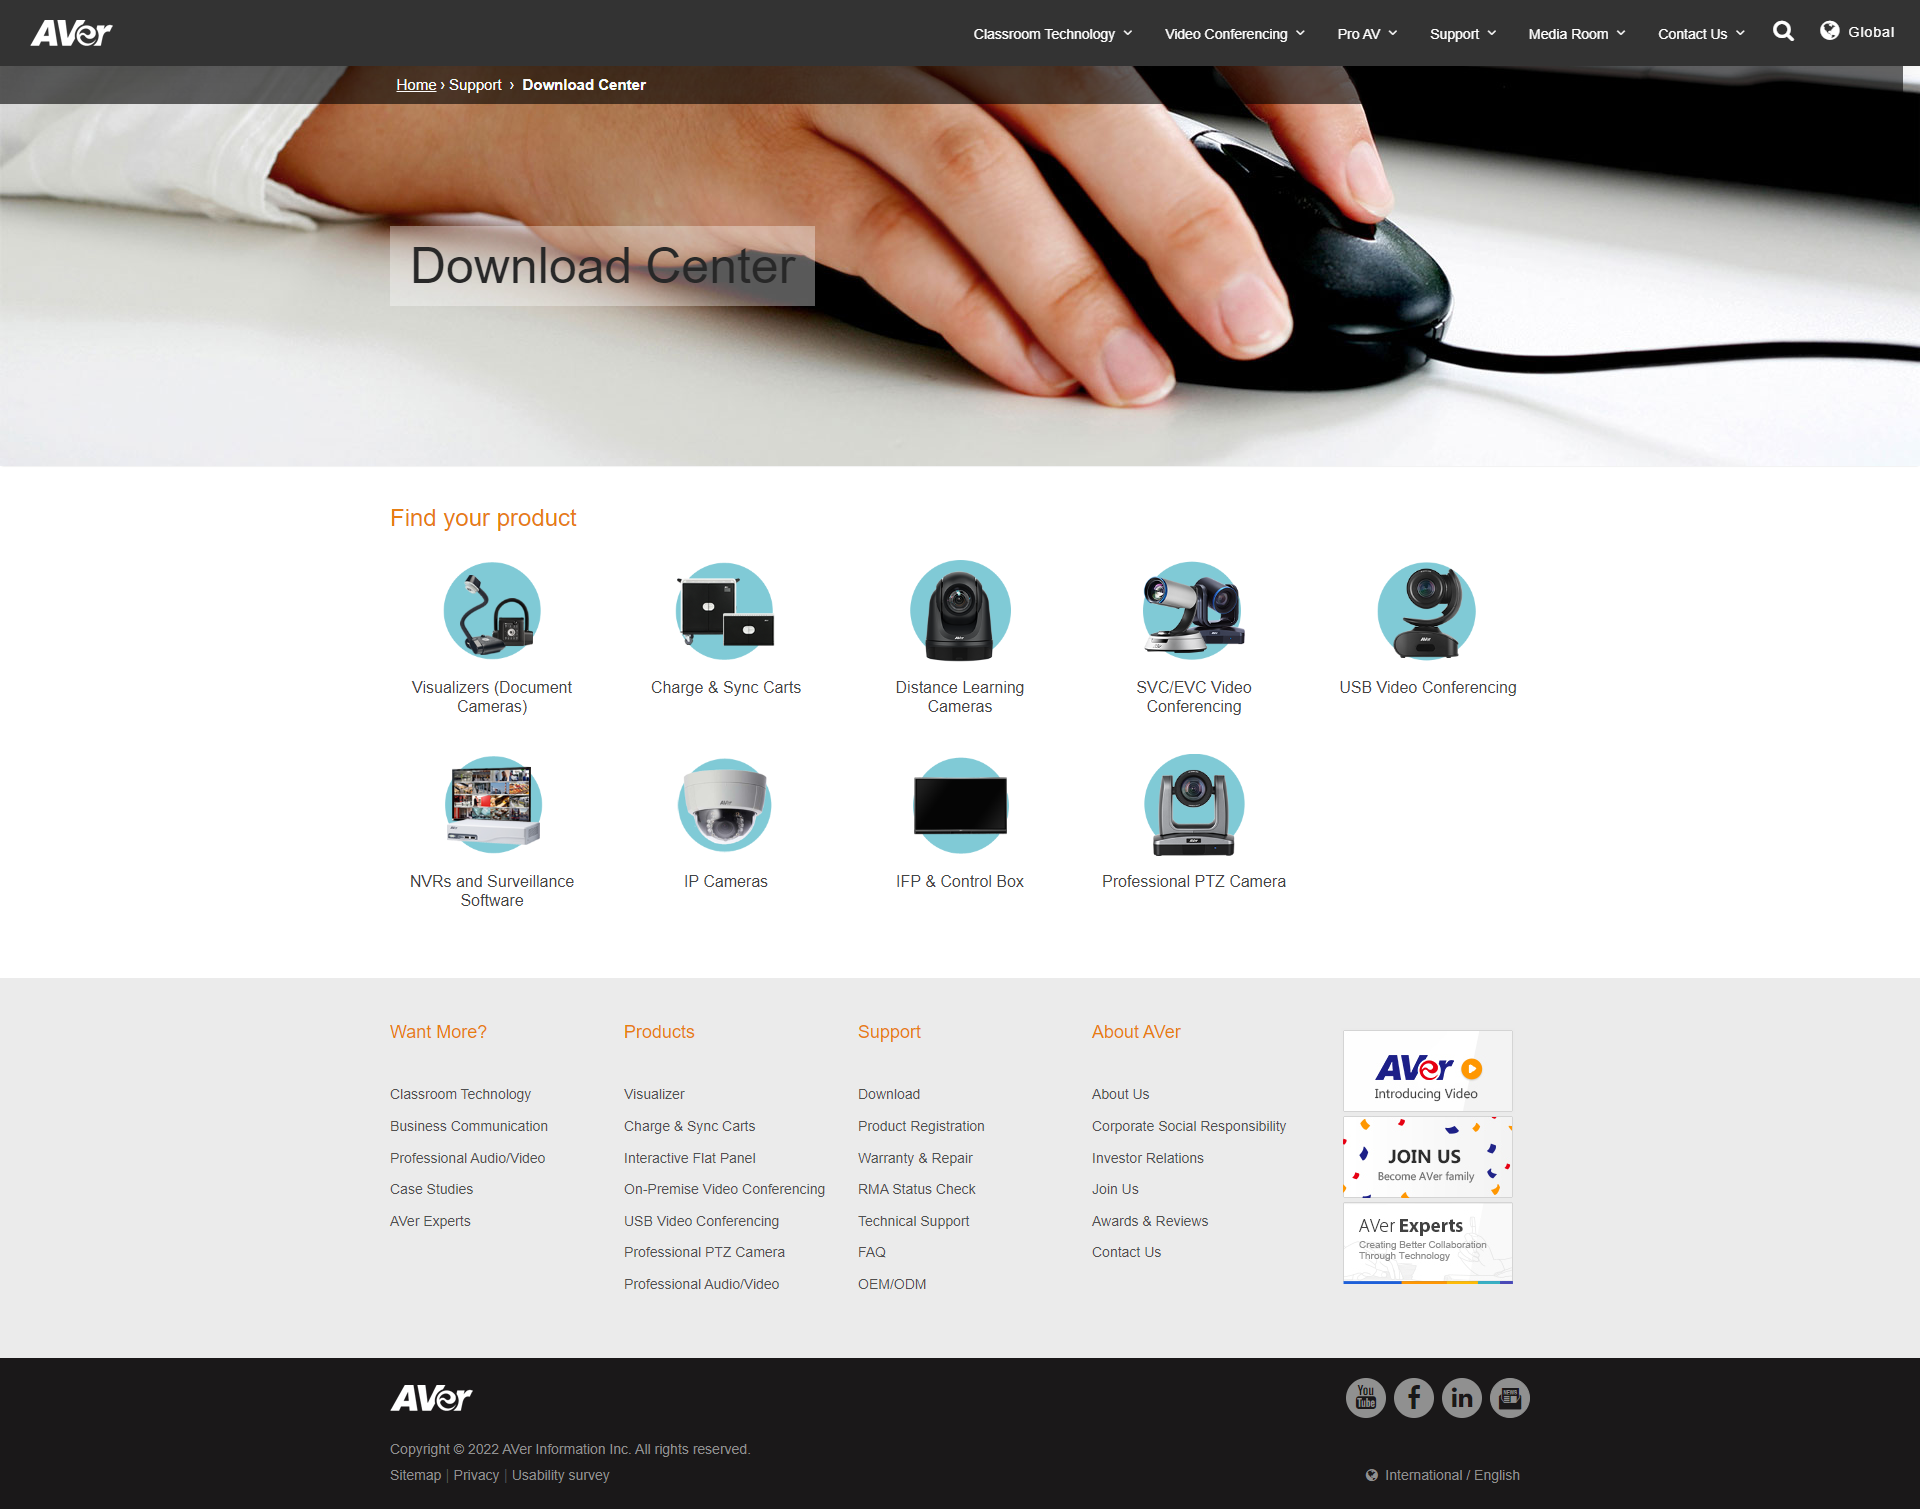 AVer
Classroom Technology
Video Conferencing
Pro AV
Support
Media Room
Contact Us
Global
Home › Support › Download Center
Download Center
Find your product
Visualizers (Document
Cameras)
Charge & Sync Carts
Distance Learning
Cameras
SVC/EVC Video
Conferencing
USB Video Conferencing
NVRs and Surveillance
Software
IP Cameras
IFP & Control Box
Professional PTZ Camera
Want More?
Classroom Technology
Business Communication
Professional Audio/Video
Case Studies
AVer Experts
Products
Visualizer
Charge & Sync Carts
Interactive Flat Panel
On-Premise Video Conferencing
USB Video Conferencing
Professional PTZ Camera
Professional Audio/Video
Support
Download
Product Registration
Warranty & Repair
RMA Status Check
Technical Support
FAQ
OEM/ODM
About AVer
About Us
Corporate Social Responsibility
Investor Relations
Join Us
Awards & Reviews
Contact Us
AVer
Introducing Video
JOIN US
Become AVer family
AVer Experts
Creating Better Collaboration
Through Technology
AVer
You
Tube
f
in
NEWS
Copyright © 2022 AVer Information Inc. All rights reserved.
Sitemap | Privacy | Usability survey
International / English